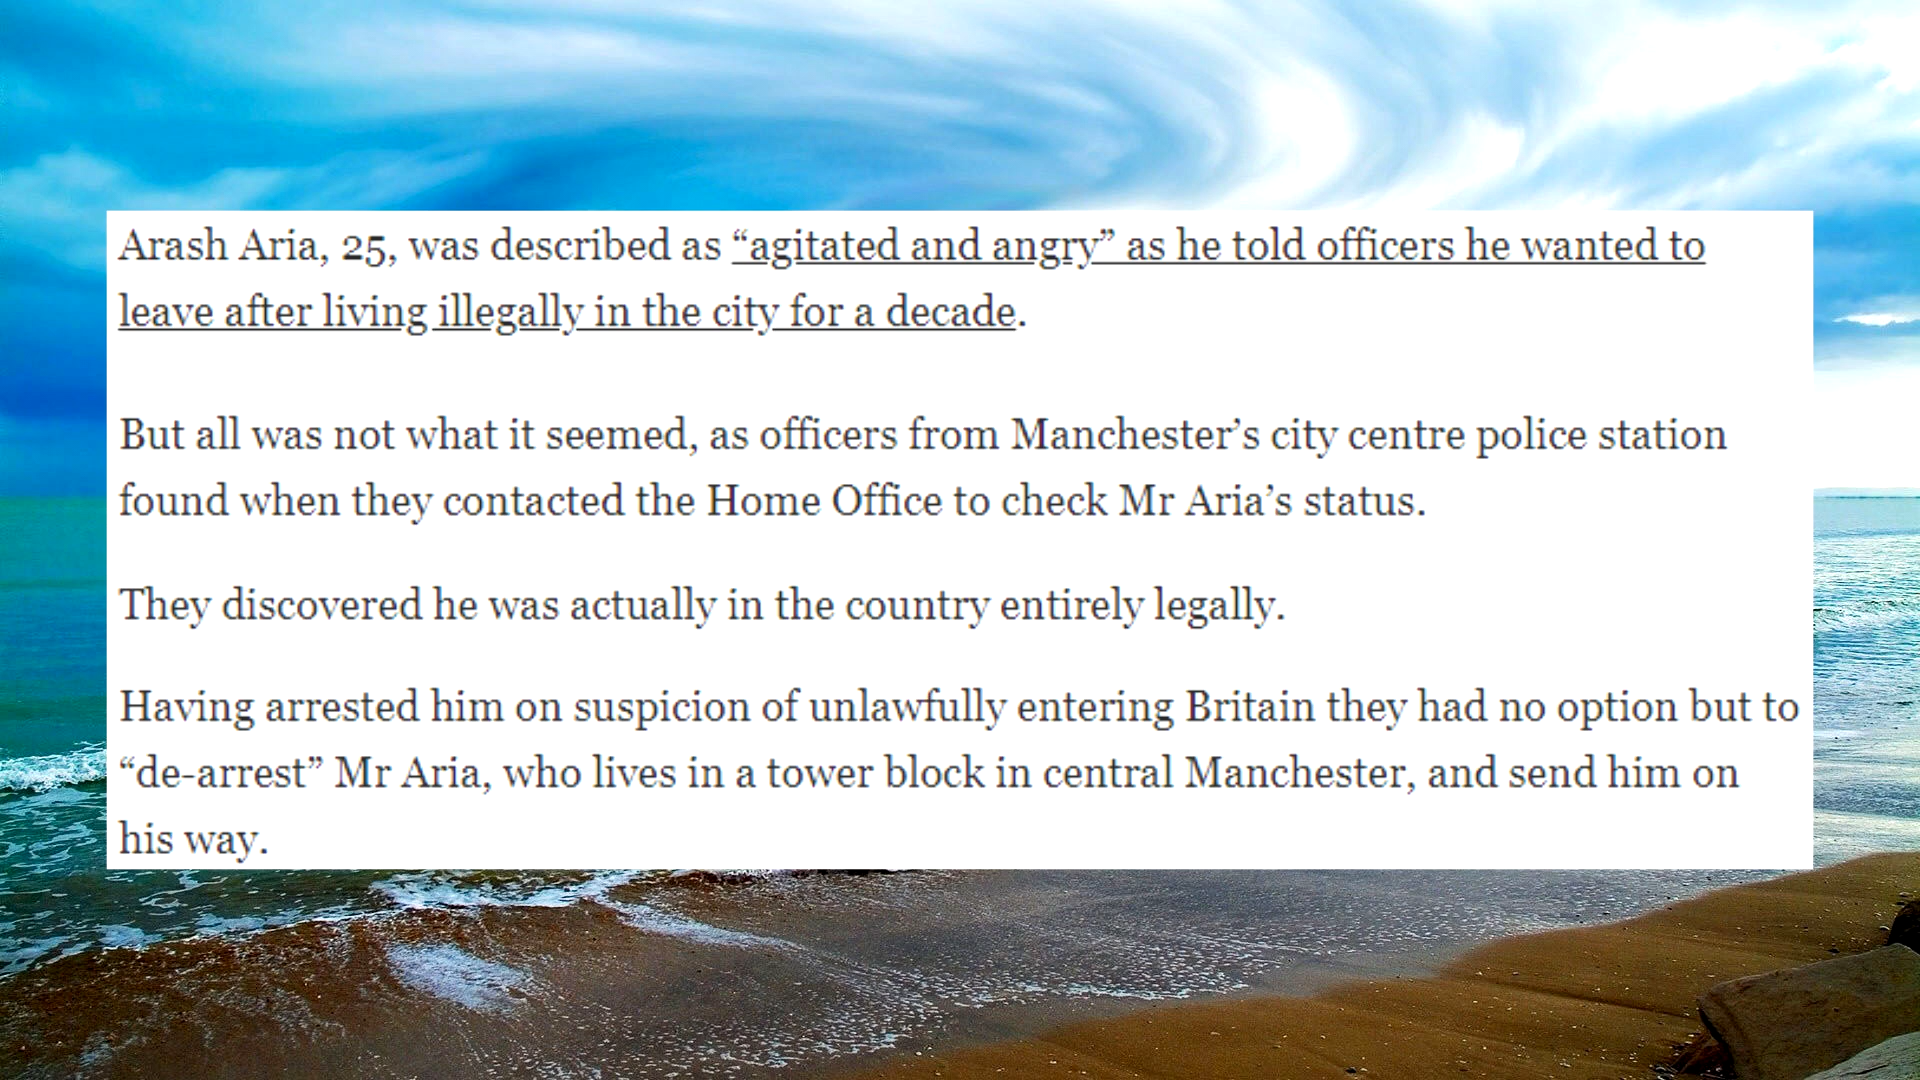 Arash Aria, 25, was described as “agitated and angry” as he told officers he wanted to
leave after living illegally in the city for a decade.
But all was not what it seemed, as officers from Manchester’s city centre police station
found when they contacted the Home Office to check Mr Aria’s status.
They discovered he was actually in the country entirely legally.
Having arrested him on suspicion of unlawfully entering Britain they had no option but to
“de-arrest” Mr Aria, who lives in a tower block in central Manchester, and send him on
his way.